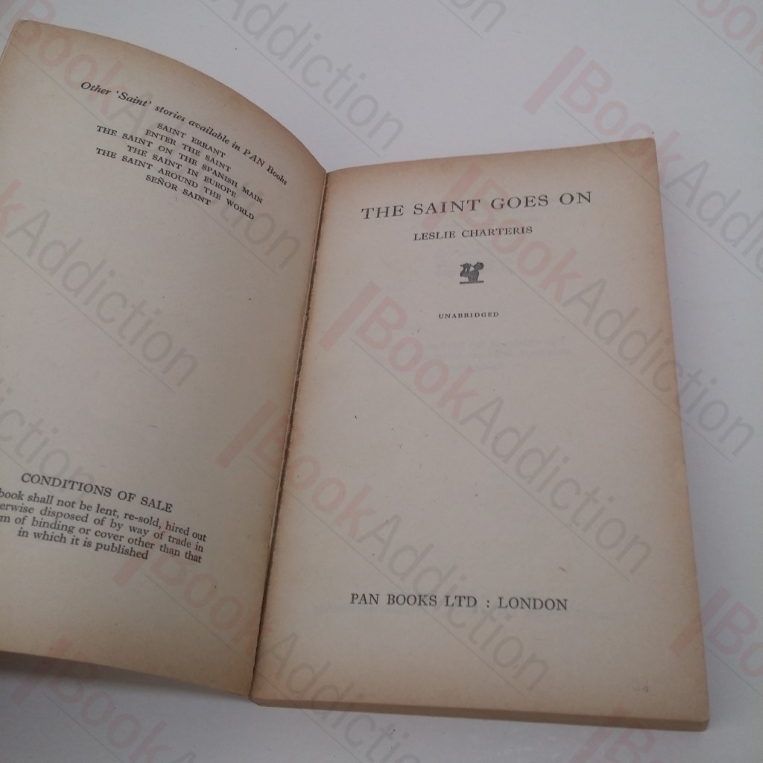 Other 'Saint' stories available in PAN Books
SAINT ERRANT
ENTER THE SAINT
THE SAINT ON THE SPANISH MAIN
THE SAINT IN EUROPE
THE SAINT AROUND THE WORLD
SEÑOR SAINT
CONDITIONS OF SALE
book shall not be lent, re-sold, hired out
erwise disposed of by way of trade in
m of binding or cover other than that
in which it is published
THE SAINT GOES ON
LESLIE CHARTERIS
UNABRIDGED
PAN BOOKS LTD : LONDON
BookAddiction